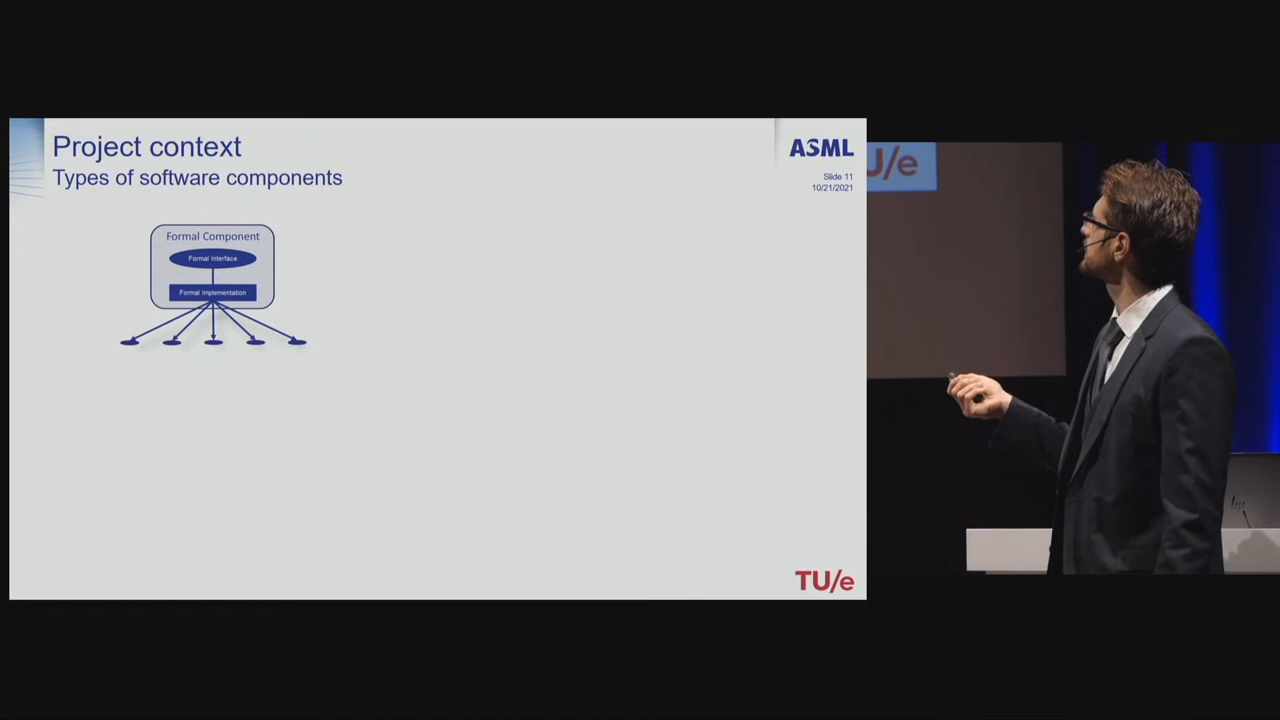 Project context
Types of software components
ASML
Slide 11
10/21/2021
Formal Component
Formal Interface
Formal Implementation
TU/e
U/e
hp